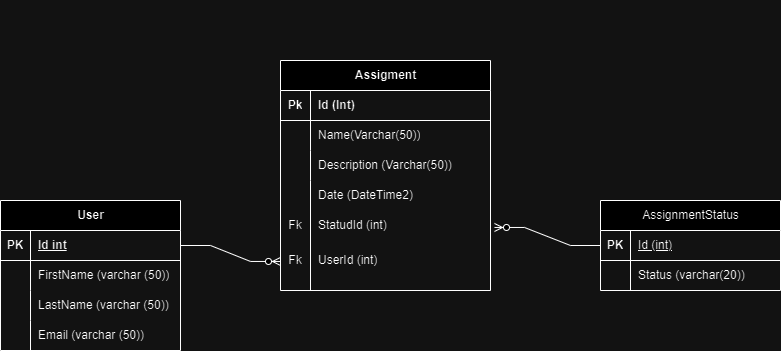 Assigment
Pk Id (Int)
Name(Varchar(50))
Description (Varchar(50))
Date (DateTime2)
Fk StatudId (int)
Fk UserId (int)
User
PK Id int
FirstName (varchar (50))
LastName (varchar (50))
Email (varchar (50))
AssignmentStatus
PK Id (int)
Status (varchar(20))